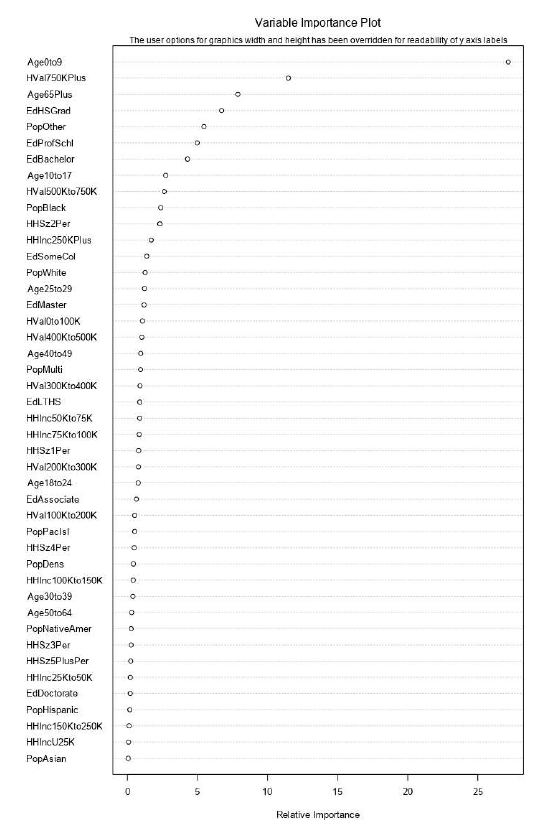 Variable Importance Plot
The user options for graphics width and height has been overridden for readability of y axis labels
Age0to9
HVal750KPlus
Age65Plus
EdHSGrad
PopOther
EdProfSchl
EdBachelor
Age10to17
HVal500Kto750K
PopBlack
HHSz2Per
HHInc250KPlus
EdSomeCol
PopWhite
Age25to29
EdMaster
HVal0to100K
HVal400Kto500K
Age40to49
PopMulti
HVal300Kto400K
EdLTHS
HHInc50Kto75K
HHInc75Kto100K
HHSz1Per
HVal200Kto300K
Age18to24
EdAssociate
HVal100Kto200K
PopPacIsl
HHSz4Per
PopDens
HHInc100Kto150K
Age30to39
Age50to64
PopNativeAmer
HHSz3Per
HHSz5PlusPer
HHInc25Kto50K
EdDoctorate
PopHispanic
HHInc150Kto250K
HHIncU25K
PopAsian
0 5 10 15 20 25
Relative Importance